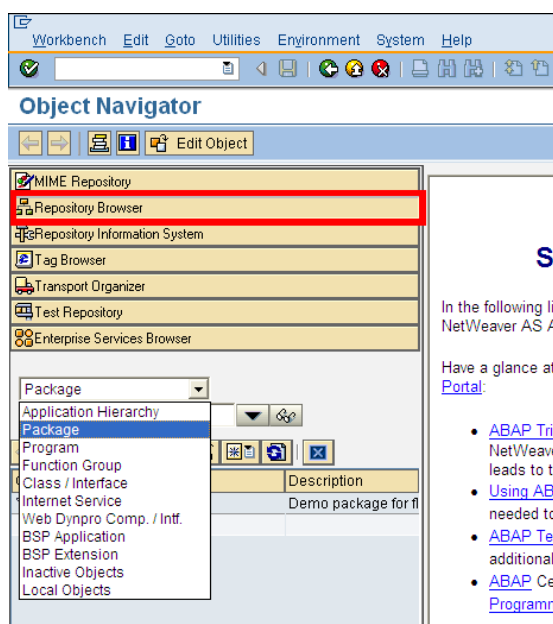 Workbench Edit Goto Utilities Environment System Help
Object Navigator
Edit Object
MIME Repository
Repository Browser
Repository Information System
Tag Browser
Transport Organizer
Test Repository
Enterprise Services Browser
Package
Application Hierarchy
Package
Program
Function Group
Class / Interface
Internet Service
Web Dynpro Comp. / Intf.
BSP Application
BSP Extension
Inactive Objects
Local Objects
Description
Demo package for fl
S
In the following li
NetWeaver AS A
Have a glance at
Portal:
ABAP Tri
NetWeave
leads to t
Using AB
needed to
ABAP Te
additional
ABAP Ce
Programm